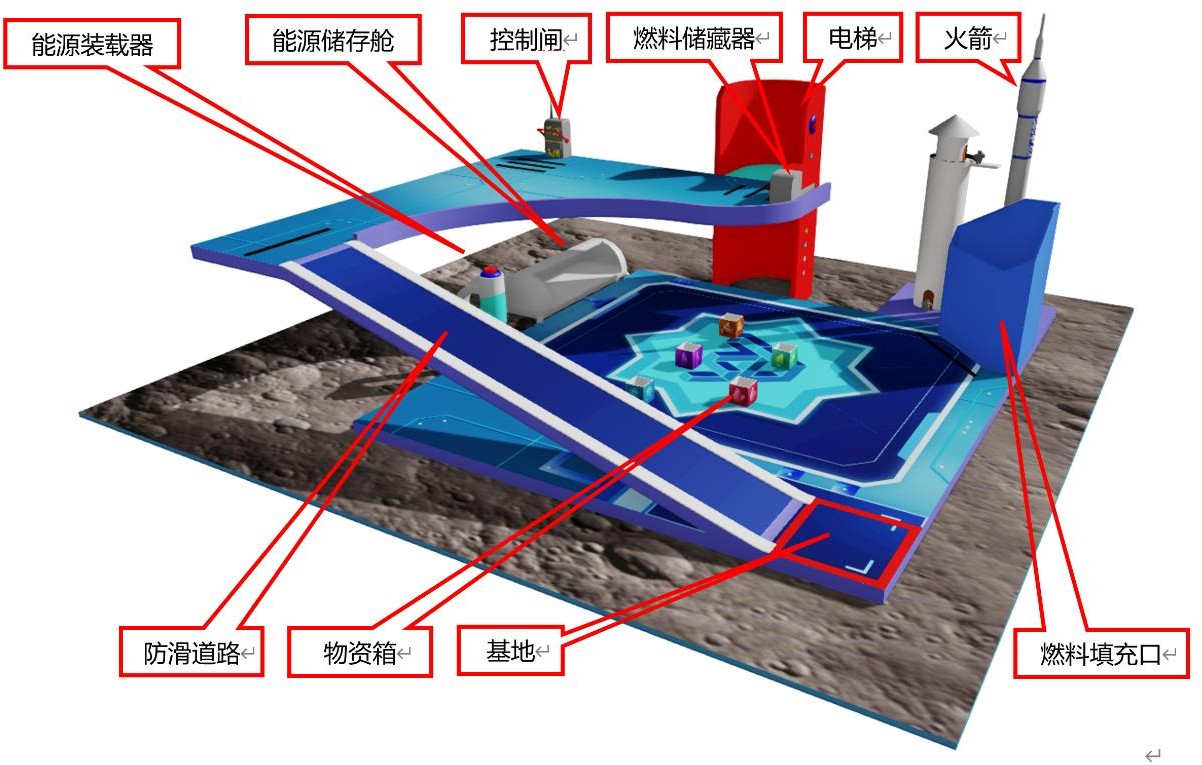 能源装载器
能源储存舱
控制闸
燃料储藏器
电梯
火箭
防滑道路
物资箱
基地
燃料填充口